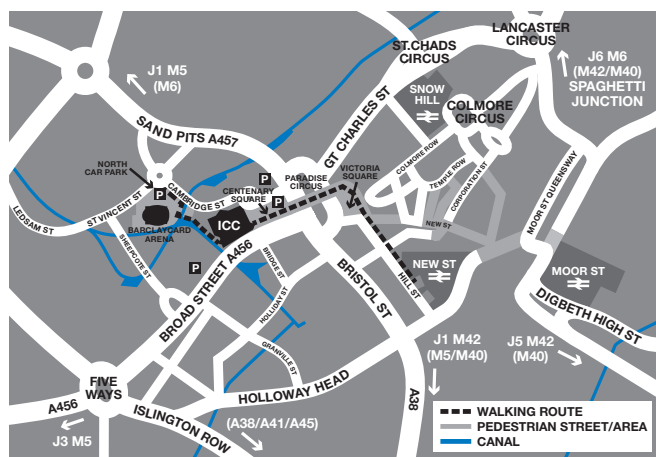 LANCASTER
CIRCUS
ST.CHADS
CIRCUS
J1 M5
(M6)
J6 M6
(M42/M40)
SPAGHETTI
JUNCTION
SNOW
HILL
COLMORE
CIRCUS
SAND PITS A457
GT CHARLES ST
NORTH
CAR PARK
PARADISE
CIRCUS
VICTORIA
SQUARE
COLMORE ROW
TEMPLE ROW
CORPORATION ST
MOOR ST QUEENSWAY
P
CAMBRIDGE ST
CENTENARY
SQUARE
P
P
LEDSAM ST
ST VINCENT ST
BARCLAYCARD
ARENA
ICC
NEW ST
SHEEPCOTE ST
P
BROAD STREET A456
BRIDGE ST
HOLLIDAY ST
GRANVILLE ST
BRISTOL ST
HILL ST
NEW ST
MOOR ST
DIGBETH HIGH ST
J1 M42
(M5/M40)
J5 M42
(M40)
FIVE
WAYS
HOLLOWAY HEAD
A38
A456
ISLINGTON ROW
(A38/A41/A45)
J3 M5
WALKING ROUTE
PEDESTRIAN STREET/AREA
CANAL